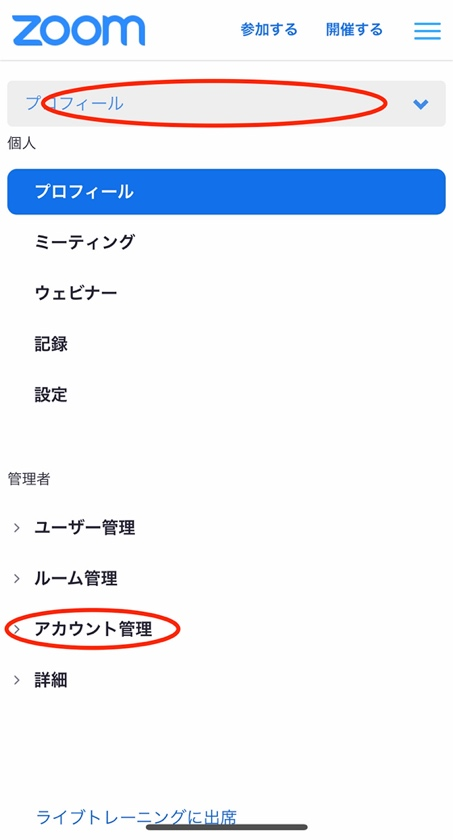 zoom 参加する 開催する
プロフィール
個人
プロフィール
ミーティング
ウェビナー
記録
設定
管理者
ユーザー管理
ルーム管理
アカウント管理
詳細
ライブトレーニングに出席